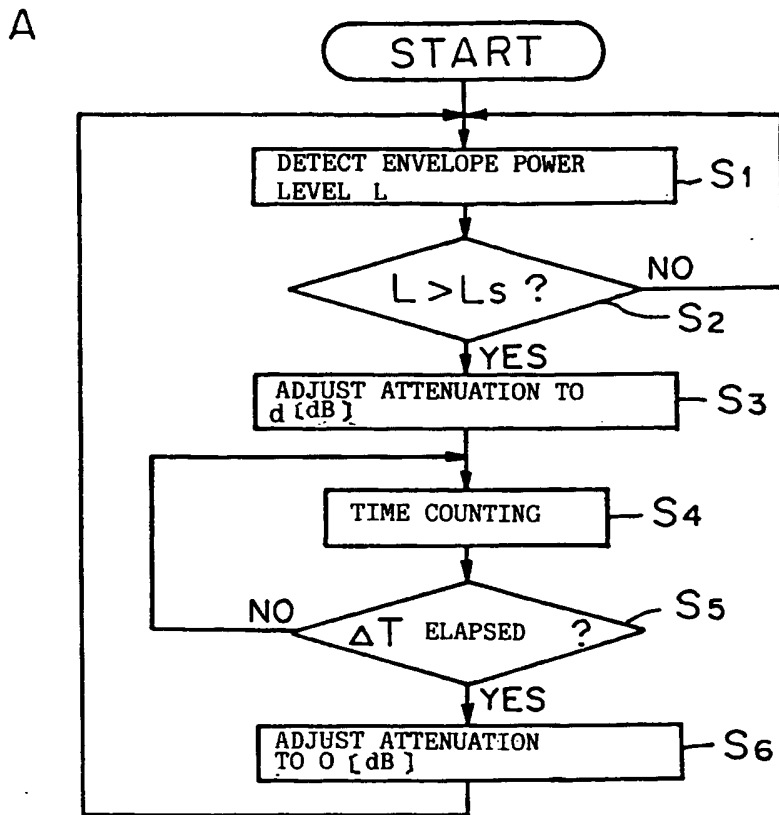 A
START
DETECT ENVELOPE POWER
LEVEL L
S1
L > Ls ?
NO
S2
YES
ADJUST ATTENUATION TO
d [dB]
S3
TIME COUNTING
S4
NO
ΔT ELAPSED ?
S5
YES
ADJUST ATTENUATION
TO 0 [dB]
S6